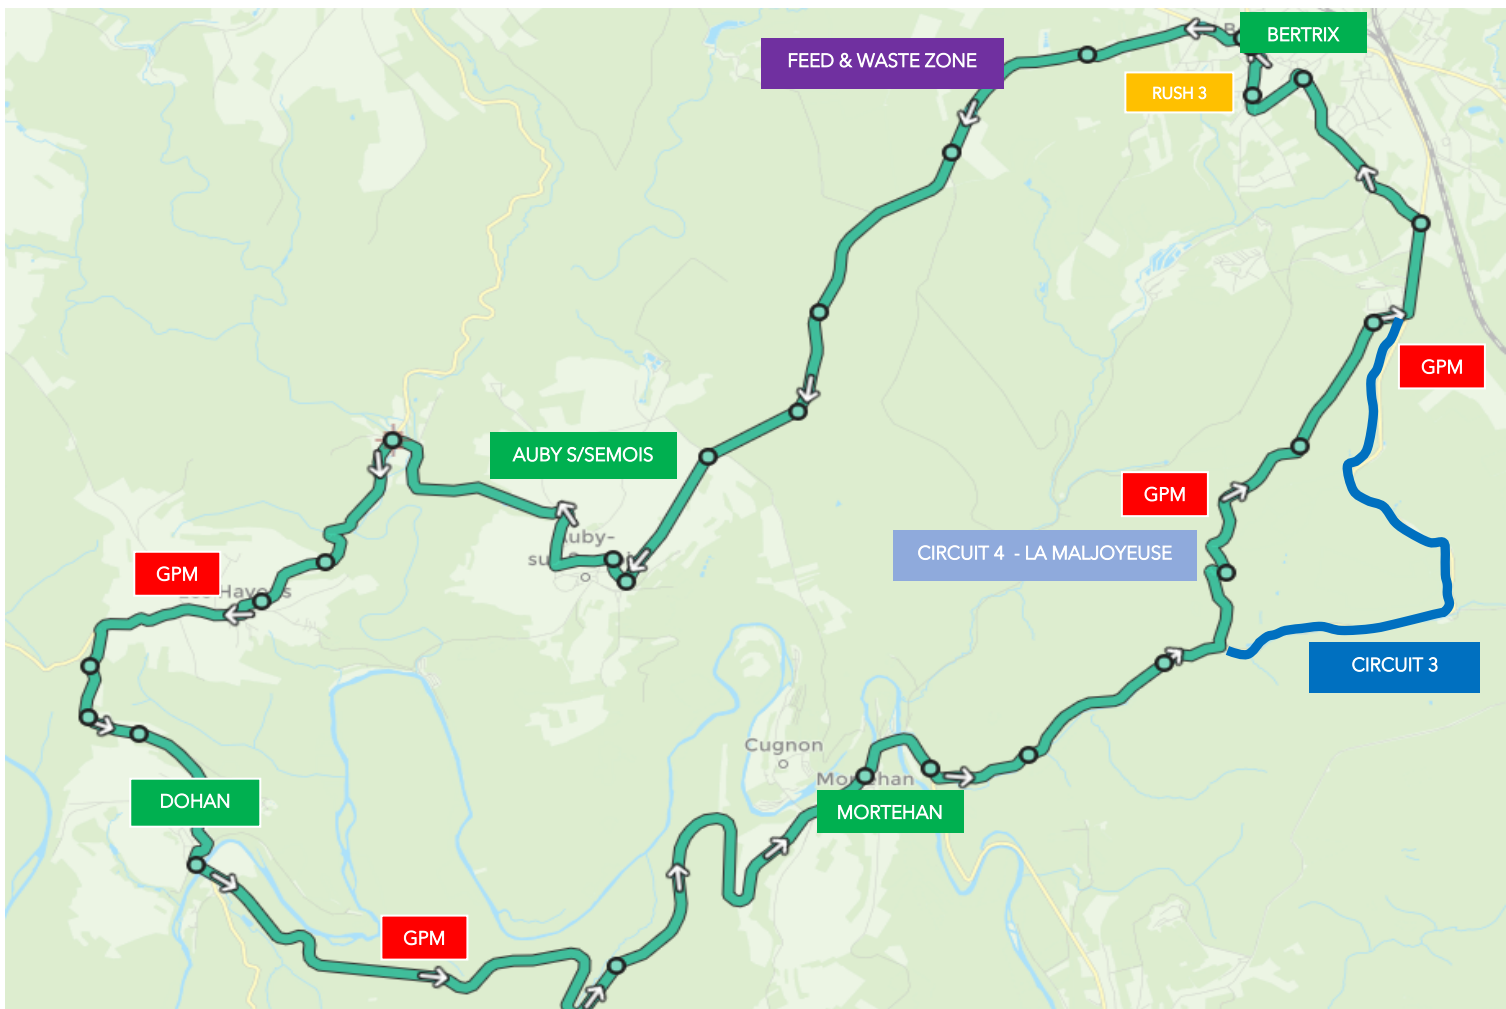 BERTRIX
FEED & WASTE ZONE
RUSH 3
GPM
AUBY S/SEMOIS
GPM
CIRCUIT 4 - LA MALJOYEUSE
GPM
CIRCUIT 3
Cugnon
DOHAN
MORTEHAN
GPM